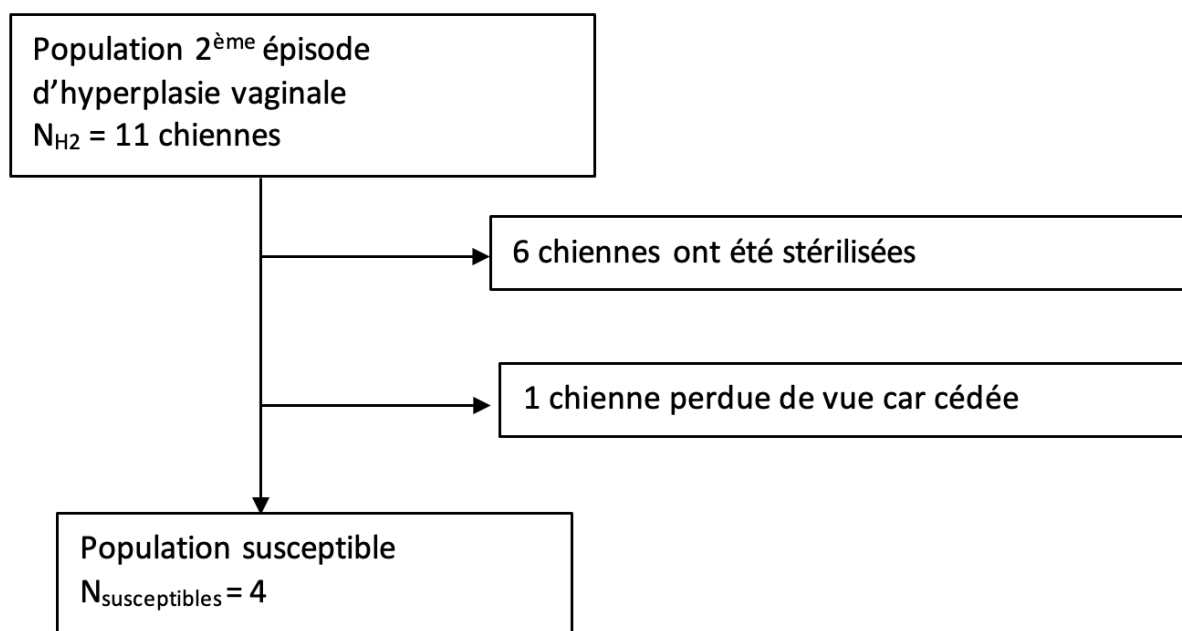 Population 2ème épisode
d’hyperplasie vaginale
NH2 = 11 chiennes
6 chiennes ont été stérilisées
1 chienne perdue de vue car cédée
Population susceptible
Nsusceptibles = 4